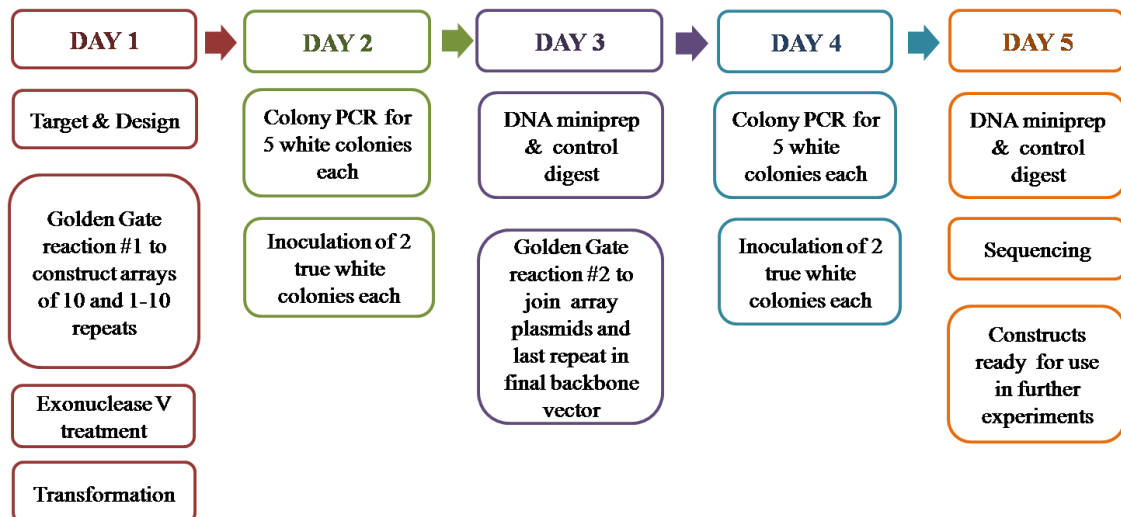 DAY 1
Target & Design
Golden Gate
reaction #1 to
construct arrays
of 10 and 1-10
repeats
Exonuclease V
treatment
Transformation
DAY 2
Colony PCR for
5 white colonies
each
Inoculation of 2
true white
colonies each
DAY 3
DNA miniprep
& control
digest
Golden Gate
reaction #2 to
join array
plasmids and
last repeat in
final backbone
vector
DAY 4
Colony PCR for
5 white
colonies each
Inoculation of 2
true white
colonies each
DAY 5
DNA miniprep
& control
digest
Sequencing
Constructs
ready for use
in further
experiments